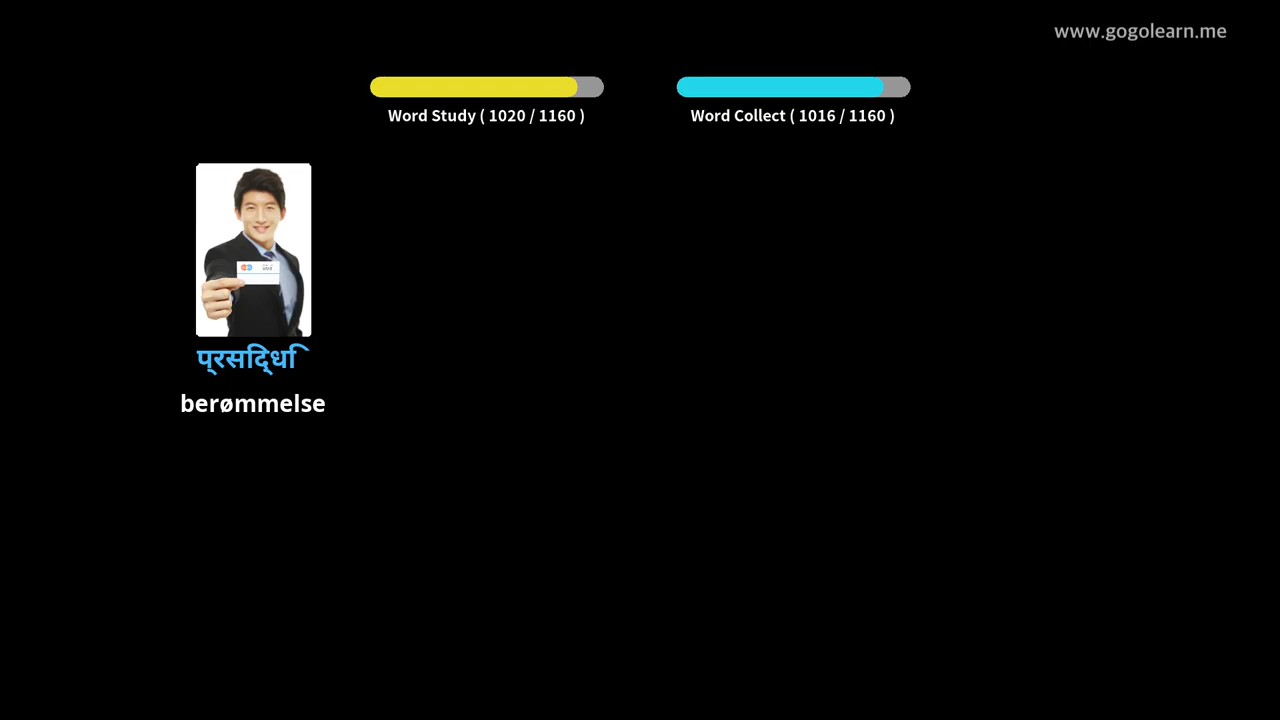 www.gogolearn.me
Word Study ( 1020 / 1160 )
Word Collect ( 1016 / 1160 )
प्रसिद्धि
berømmelse